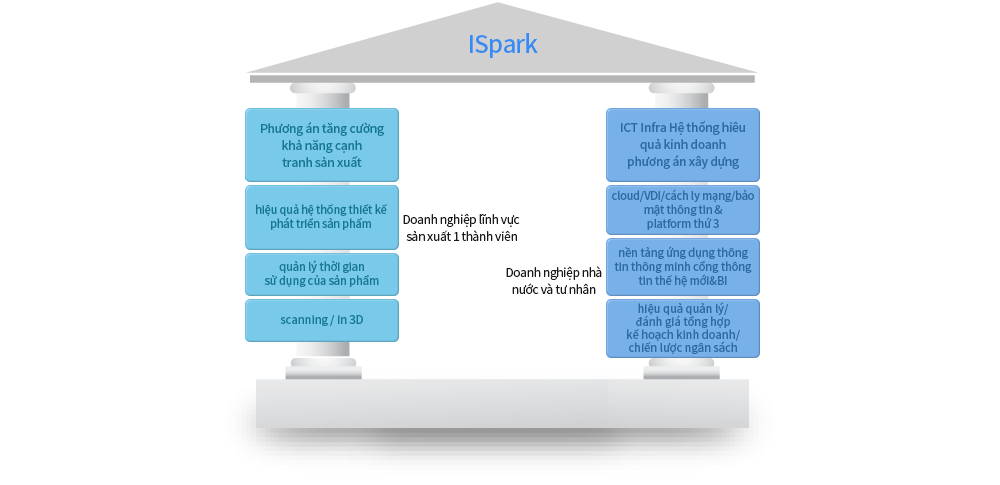 ISpark
Phương án tăng cường
khả năng cạnh
tranh sản xuất
hiệu quả hệ thống thiết kế
phát triển sản phẩm
quản lý thời gian
sử dụng của sản phẩm
scanning / in 3D
Doanh nghiệp lĩnh vực
sản xuất 1 thành viên
Doanh nghiệp nhà
nước và tư nhân
ICT Infra Hệ thống hiêu
quả kinh doanh
phương án xây dựng
cloud/VDI/cách ly mạng/bảo
mật thông tin &
platform thứ 3
nền tảng ứng dụng thông
tin thông minh cổng thông
tin thế hệ mới&BI
hiệu quả quản lý/
đánh giá tổng hợp
kế hoạch kinh doanh/
chiến lược ngân sách